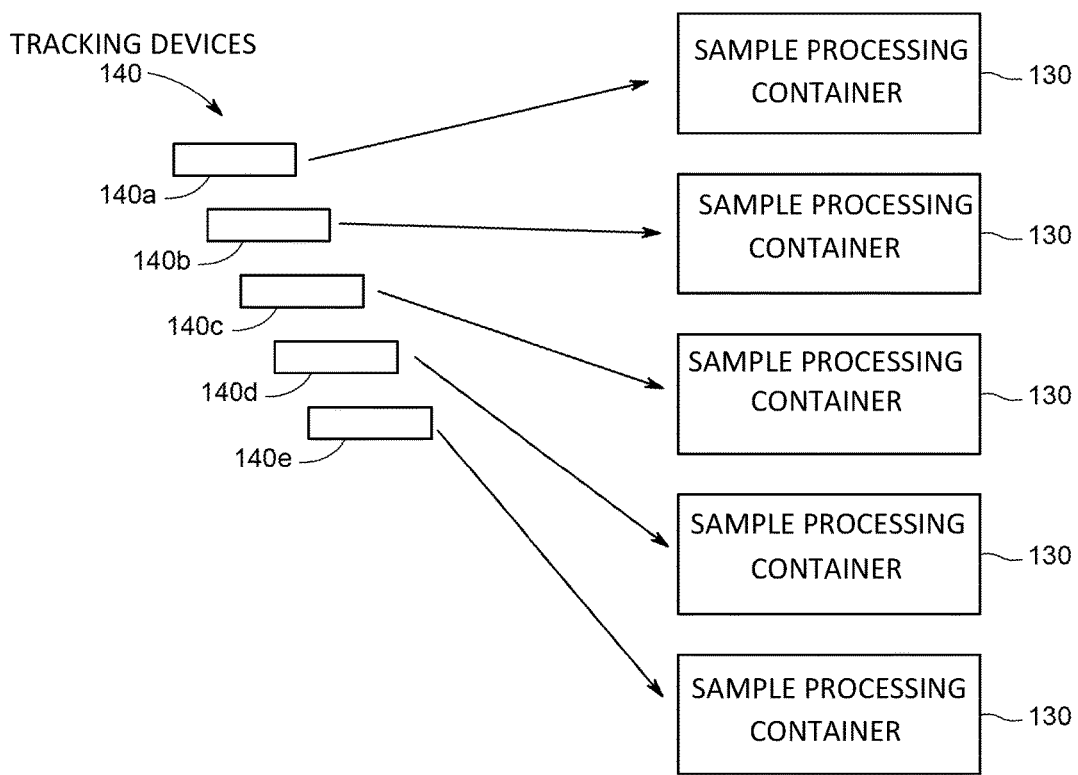 TRACKING DEVICES
140
140a
140b
140c
140d
140e
SAMPLE PROCESSING
CONTAINER
130
SAMPLE PROCESSING
CONTAINER
130
SAMPLE PROCESSING
CONTAINER
130
SAMPLE PROCESSING
CONTAINER
130
SAMPLE PROCESSING
CONTAINER
130